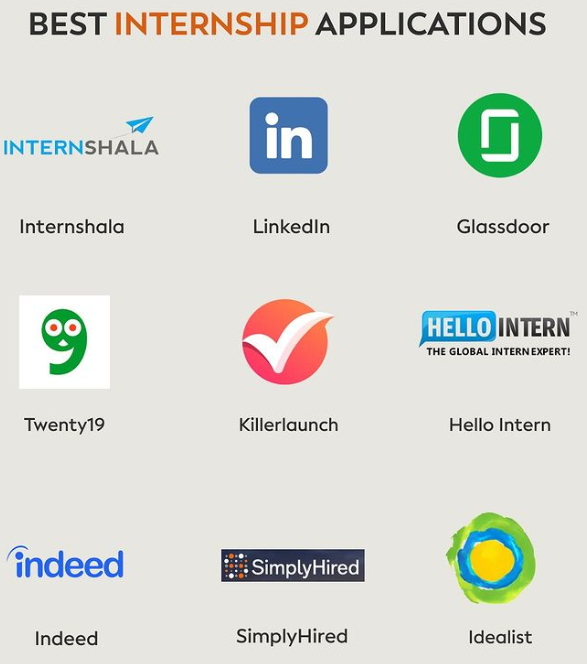 BEST INTERNSHIP APPLICATIONS
INTERNSHALA
in
Internshala
LinkedIn
Glassdoor
HELLO INTERN™
THE GLOBAL INTERN EXPERT!
Twenty19
Killerlaunch
Hello Intern
indeed
SimplyHired
Indeed
SimplyHired
Idealist